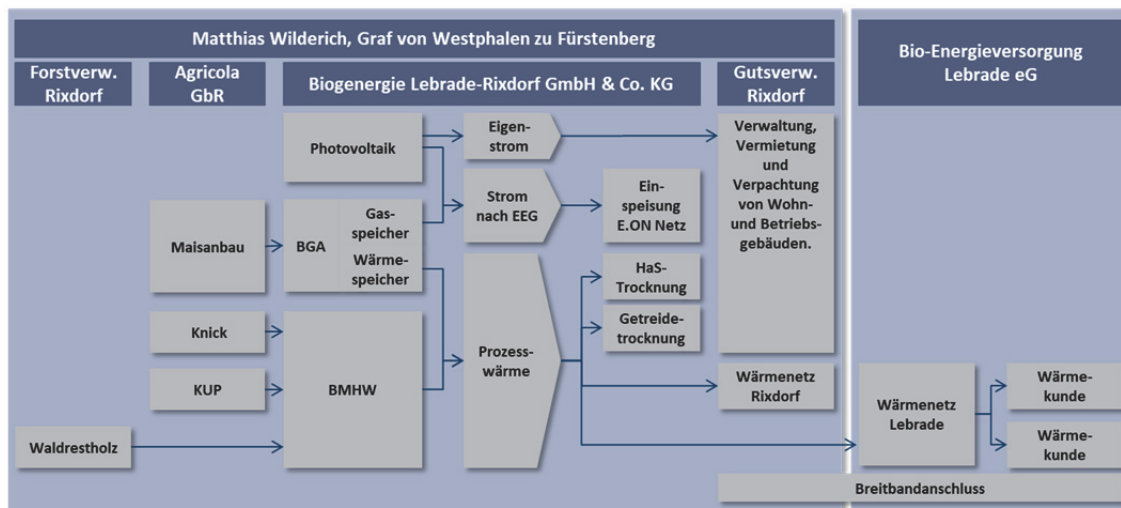 Matthias Wilderich, Graf von Westphalen zu Fürstenberg
Bio-Energieversorgung
Lebrade eG
Forstverw.
Rixdorf
Agricola
GbR
Biogenergie Lebrade-Rixdorf GmbH & Co. KG
Gutsverw.
Rixdorf
Photovoltaik
Eigen-
strom
Verwaltung,
Vermietung
und
Verpachtung
von Wohn-
und Betriebs-
gebäuden.
Strom
nach EEG
Ein-
speisung
E.ON Netz
Maisanbau
BGA
Gas-
speicher
Wärme-
speicher
HaS-
Trocknung
Getreide-
trocknung
Knick
KUP
BMHW
Prozess-
wärme
Wärmenetz
Rixdorf
Waldrestholz
Wärmenetz
Lebrade
Wärme-
kunde
Wärme-
kunde
Breitbandanschluss